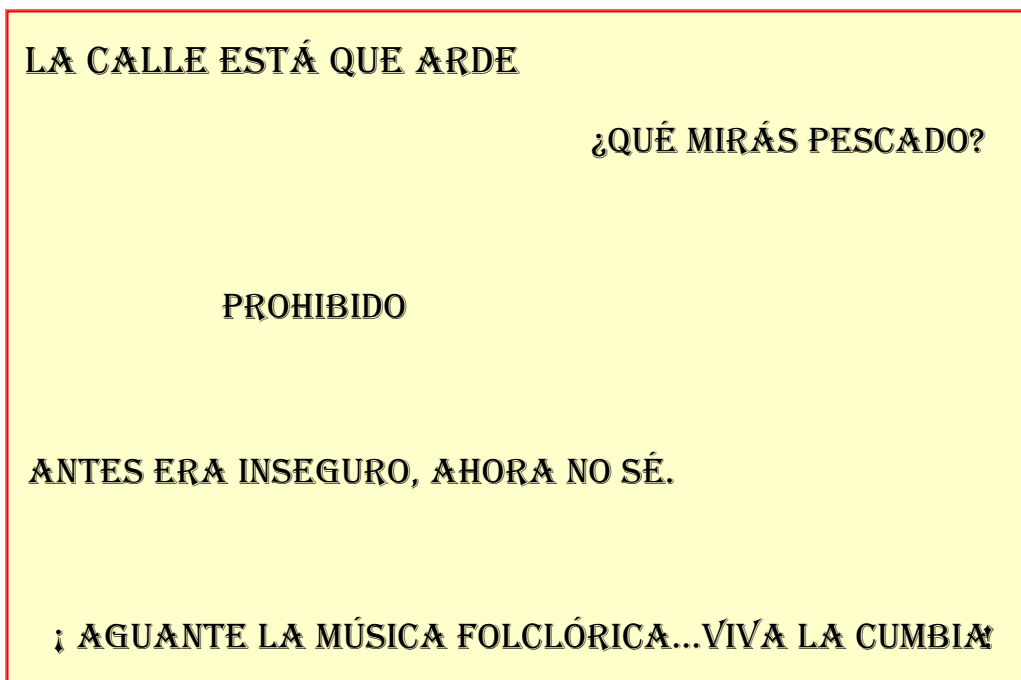 LA CALLE ESTÁ QUE ARDE
¿QUÉ MIRÁS PESCADO?
PROHIBIDO
ANTES ERA INSEGURO, AHORA NO SÉ.
¡ AGUANTE LA MÚSICA FOLCLÓRICA...VIVA LA CUMBIA!